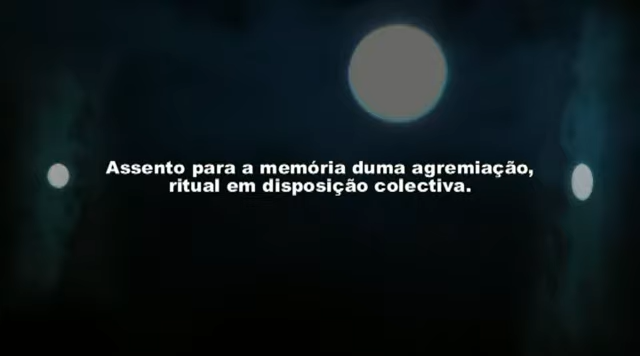 Assento para a memória duma agremiação,
ritual em disposição colectiva.